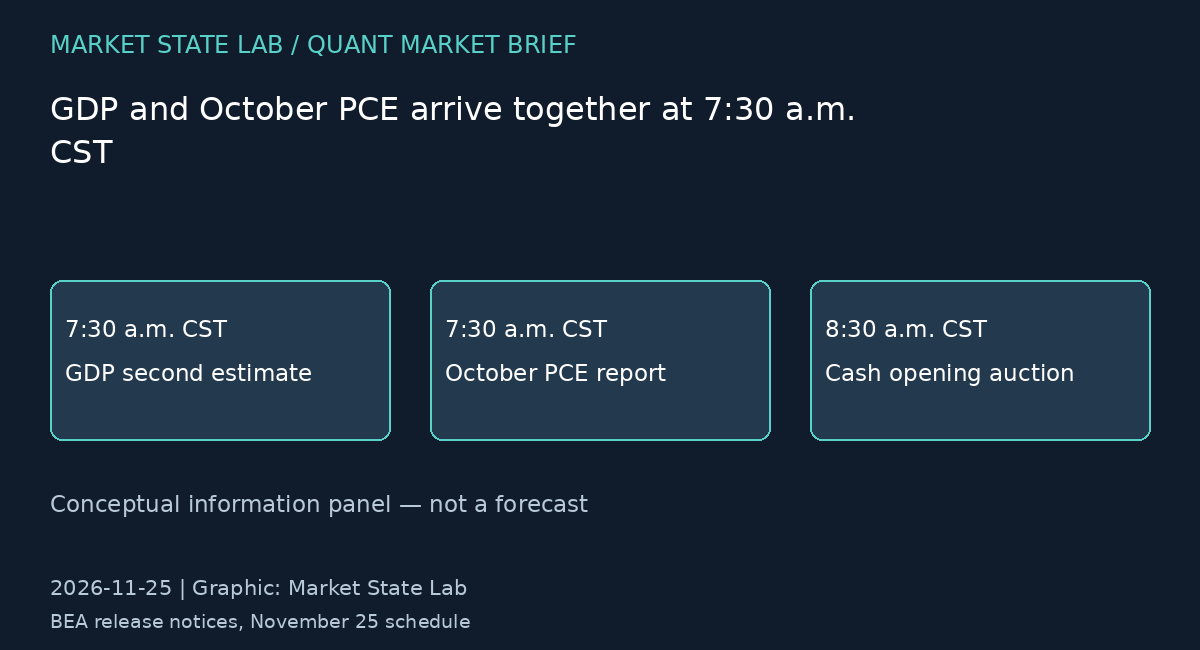 MARKET STATE LAB / QUANT MARKET BRIEF
GDP and October PCE arrive together at 7:30 a.m.
CST
7:30 a.m. CST
GDP second estimate
7:30 a.m. CST
October PCE report
8:30 a.m. CST
Cash opening auction
Conceptual information panel — not a forecast
2026-11-25 | Graphic: Market State Lab
BEA release notices, November 25 schedule